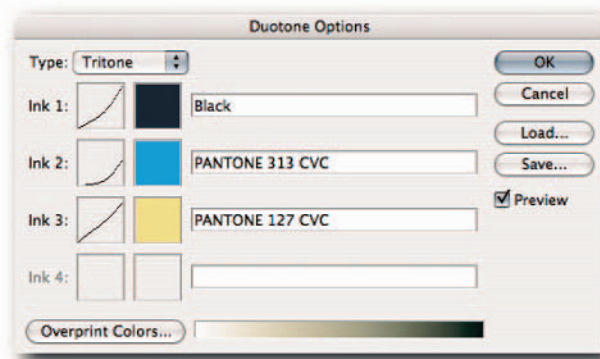 Duotone Options
Type: Tritone
OK
Ink 1: Black
Cancel
Load...
Ink 2: PANTONE 313 CVC
Save...
Preview
Ink 3: PANTONE 127 CVC
Ink 4:
Overprint Colors...